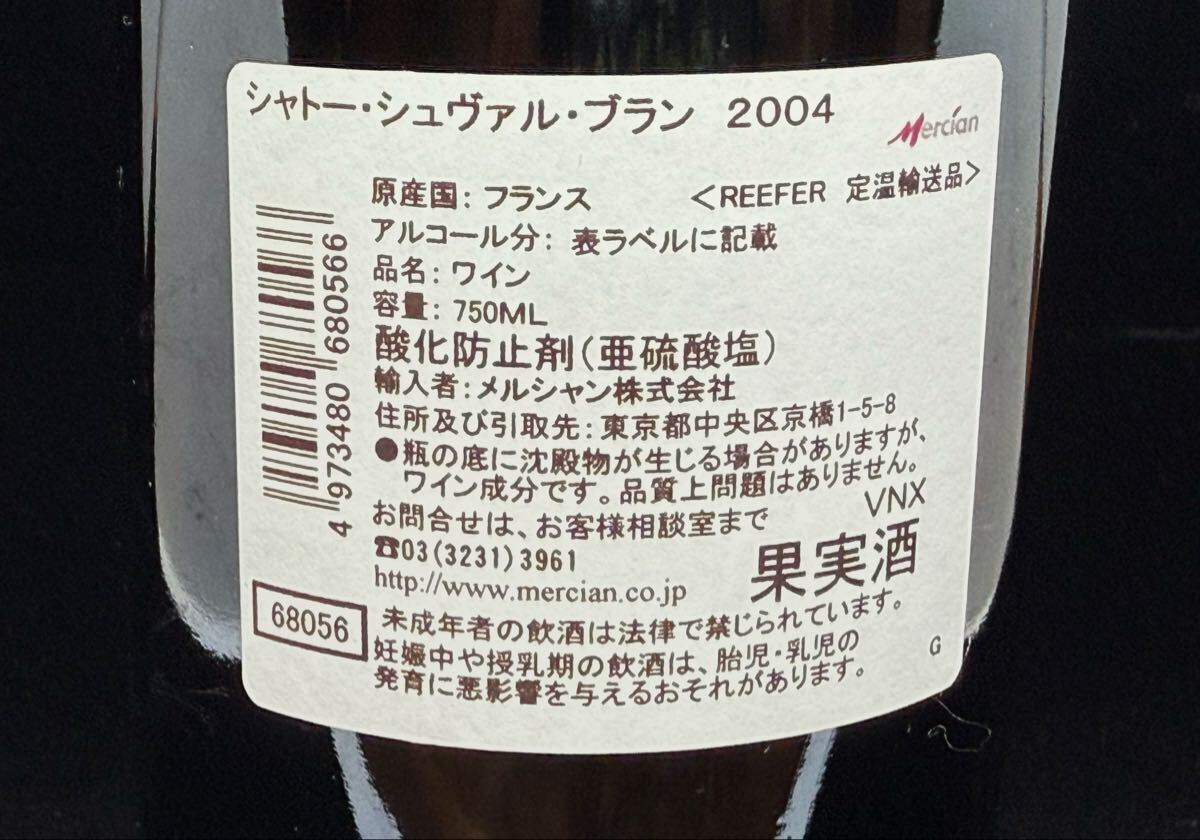 シャトー・シュヴァル・ブラン 2004
Mercian
原産国: フランス <REEFER 定温輸送品>
アルコール分: 表ラベルに記載
品名: ワイン
容量: 750ML
酸化防止剤(亜硫酸塩)
輸入者:メルシャン株式会社
住所及び引取先:東京都中央区京橋1-5-8
●瓶の底に沈殿物が生じる場合がありますが、
ワイン成分です。品質上問題はありません。
VNX
お問合せは、お客様相談室まで
☎03(3231)3961
http://www.mercian.co.jp
果実酒
未成年者の飲酒は法律で禁じられています。
妊娠中や授乳期の飲酒は、胎児・乳児の
発育に悪影響を与えるおそれがあります。
G
4 973480 680566
68056